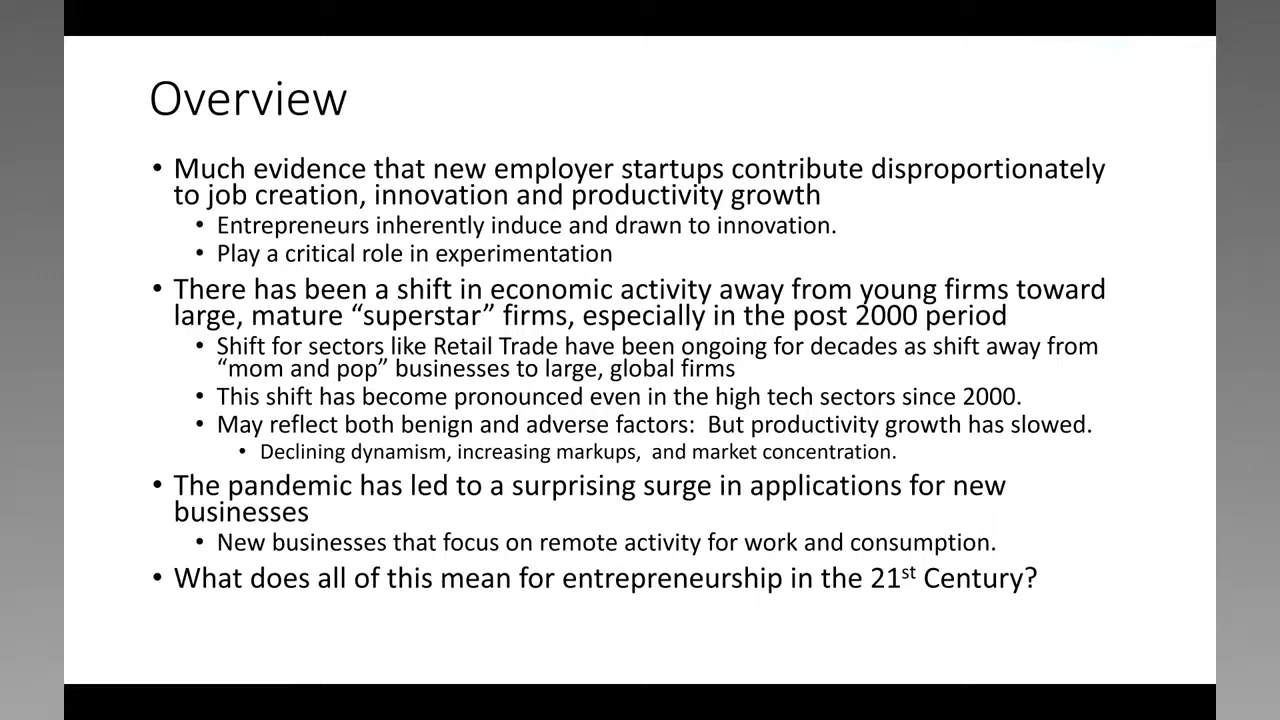 Overview
• Much evidence that new employer startups contribute disproportionately
to job creation, innovation and productivity growth
• Entrepreneurs inherently induce and drawn to innovation.
• Play a critical role in experimentation
• There has been a shift in economic activity away from young firms toward
large, mature “superstar” firms, especially in the post 2000 period
• Shift for sectors like Retail Trade have been ongoing for decades as shift away from
“mom and pop” businesses to large, global firms
• This shift has become pronounced even in the high tech sectors since 2000.
• May reflect both benign and adverse factors:  But productivity growth has slowed.
• Declining dynamism, increasing markups,  and market concentration.
• The pandemic has led to a surprising surge in applications for new
businesses
• New businesses that focus on remote activity for work and consumption.
• What does all of this mean for entrepreneurship in the 21st Century?